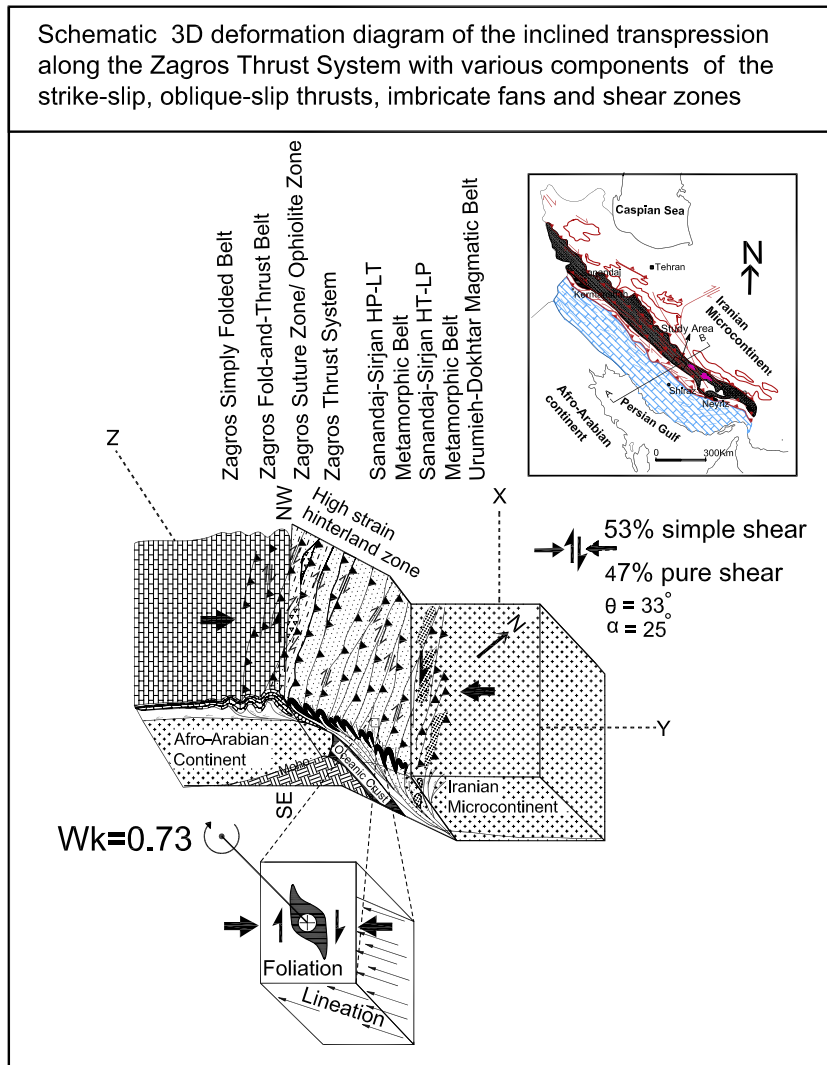 Schematic 3D deformation diagram of the inclined transpression
along the Zagros Thrust System with various components of the
strike-slip, oblique-slip thrusts, imbricate fans and shear zones
Zagros Simply Folded Belt
Zagros Fold-and-Thrust Belt
Zagros Suture Zone/ Ophiolite Zone
Zagros Thrust System
Sanandaj-Sirjan HP-LT
Metamorphic Belt
Sanandaj-Sirjan HT-LP
Metamorphic Belt
Urumieh-Dokhtar Magmatic Belt
Caspian Sea
N
Tehran
Iranian
Microcontinent
Study Area
B
A
Shiraz
Neyriz
Persian Gulf
Afro-Arabian
continent
0 300Km
Z
NW
High strain
hinterland zone
X
53% simple shear
47% pure shear
θ = 33°
α = 25°
N
Y
Afro-Arabian
Continent
Moho
Oceanic Crust
Iranian
Microcontinent
SE
Wk=0.73
Foliation
Lineation